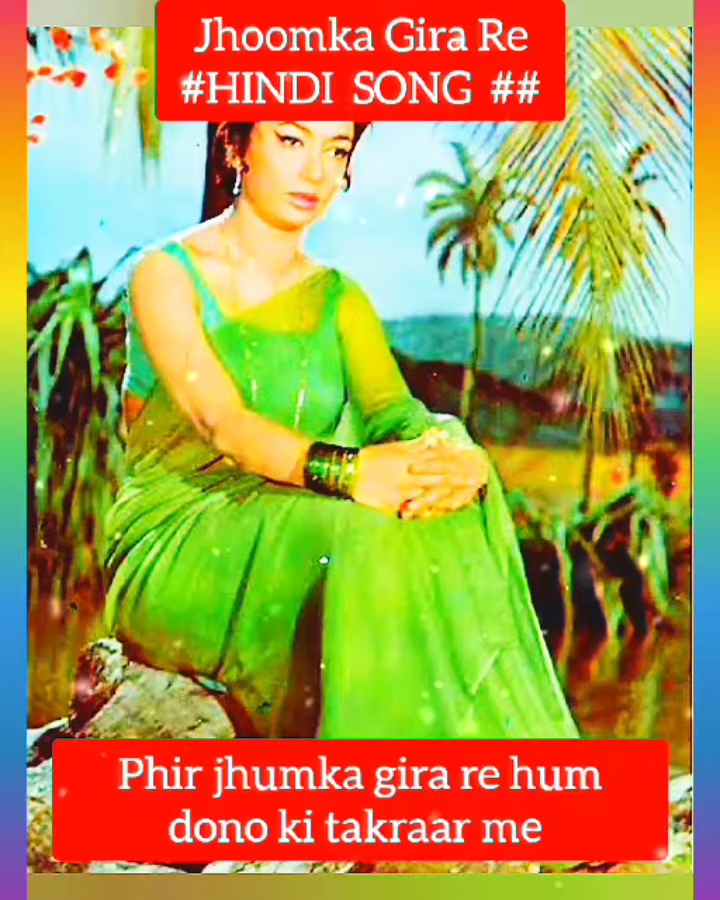 Jhoomka Gira Re
#HINDI SONG ##
Phir jhumka gira re hum
dono ki takraar me